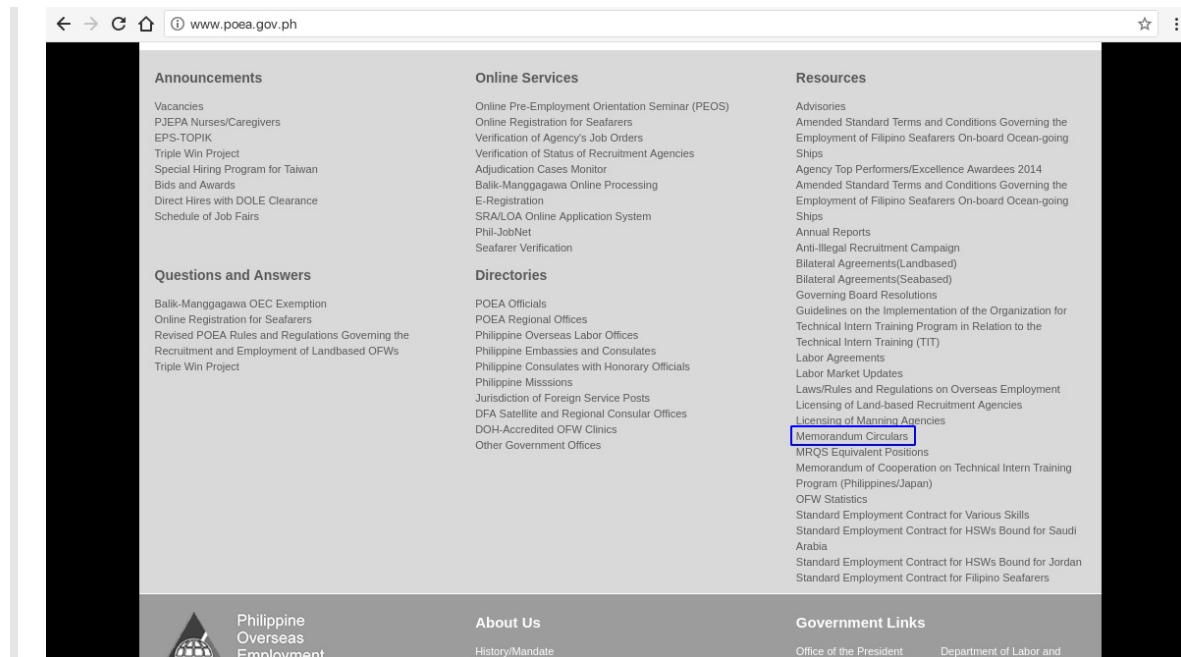 www.poea.gov.ph
Announcements
Vacancies
PJEPA Nurses/Caregivers
EPS-TOPIK
Triple Win Project
Special Hiring Program for Taiwan
Bids and Awards
Direct Hires with DOLE Clearance
Schedule of Job Fairs
Questions and Answers
Balik-Manggagawa OEC Exemption
Online Registration for Seafarers
Revised POEA Rules and Regulations Governing the
Recruitment and Employment of Landbased OFWs
Triple Win Project
Online Services
Online Pre-Employment Orientation Seminar (PEOS)
Online Registration for Seafarers
Verification of Agency's Job Orders
Verification of Status of Recruitment Agencies
Adjudication Cases Monitor
Balik-Manggagawa Online Processing
E-Registration
SRA/LOA Online Application System
Phil-JobNet
Seafarer Verification
Directories
POEA Officials
POEA Regional Offices
Philippine Overseas Labor Offices
Philippine Embassies and Consulates
Philippine Consulates with Honorary Officials
Philippine Misssions
Jurisdiction of Foreign Service Posts
DFA Satellite and Regional Consular Offices
DOH-Accredited OFW Clinics
Other Government Offices
Resources
Advisories
Amended Standard Terms and Conditions Governing the
Employment of Filipino Seafarers On-board Ocean-going
Ships
Agency Top Performers/Excellence Awardees 2014
Amended Standard Terms and Conditions Governing the
Employment of Filipino Seafarers On-board Ocean-going
Ships
Annual Reports
Anti-Illegal Recruitment Campaign
Bilateral Agreements(Landbased)
Bilateral Agreements(Seabased)
Governing Board Resolutions
Guidelines on the Implementation of the Organization for
Technical Intern Training Program in Relation to the
Technical Intern Training (TIT)
Labor Agreements
Labor Market Updates
Laws/Rules and Regulations on Overseas Employment
Licensing of Land-based Recruitment Agencies
Licensing of Manning Agencies
Memorandum Circulars
MRQS Equivalent Positions
Memorandum of Cooperation on Technical Intern Training
Program (Philippines/Japan)
OFW Statistics
Standard Employment Contract for Various Skills
Standard Employment Contract for HSWs Bound for Saudi
Arabia
Standard Employment Contract for HSWs Bound for Jordan
Standard Employment Contract for Filipino Seafarers
Philippine
Overseas
Employment
About Us
History/Mandate
Government Links
Office of the President
Department of Labor and